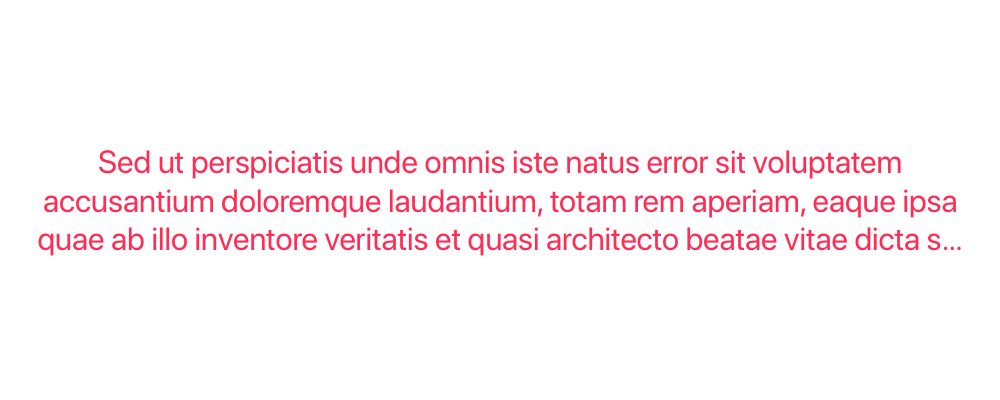 Sed ut perspiciatis unde omnis iste natus error sit voluptatem
accusantium doloremque laudantium, totam rem aperiam, eaque ipsa
quae ab illo inventore veritatis et quasi architecto beatae vitae dicta s...